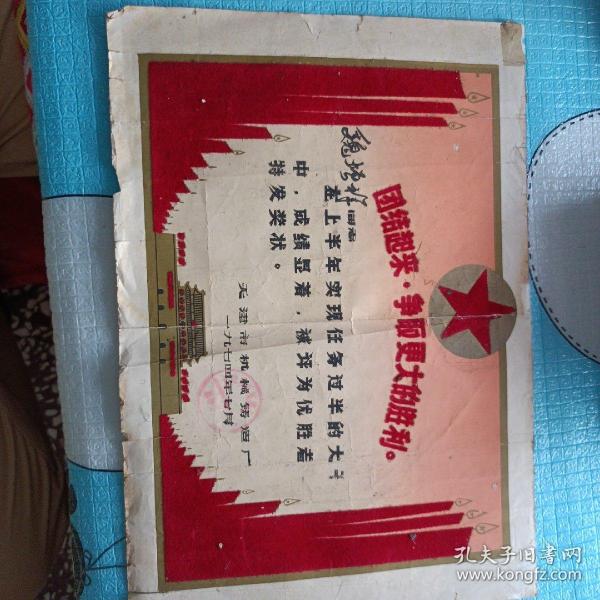 团结起来·争取更大的胜利。
魏 同志
在上半年实现任务过半的大干
中，成绩显著，被评为优胜者
特发奖状。
天津市机械铸造厂
一九七四年七月
孔夫子旧书网
www.kongfz.com